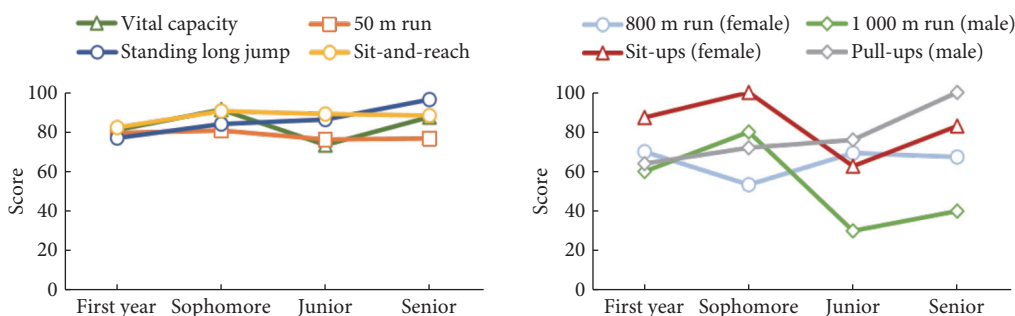 Vital capacity
50 m run
Standing long jump
Sit-and-reach
100
80
60
40
20
0
Score
First year
Sophomore
Junior
Senior
800 m run (female)
1 000 m run (male)
Sit-ups (female)
Pull-ups (male)
100
80
60
40
20
0
Score
First year
Sophomore
Junior
Senior